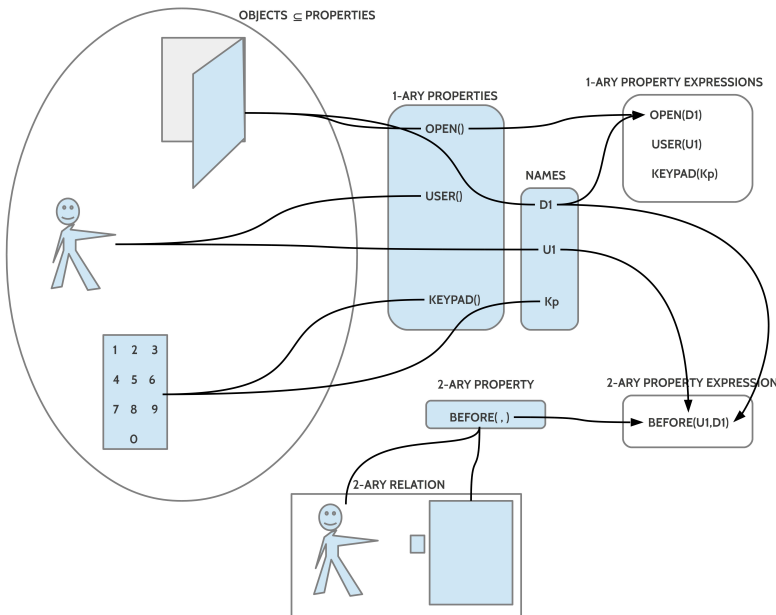 OBJECTS ⊆ PROPERTIES
1-ARY PROPERTIES
1-ARY PROPERTY EXPRESSIONS
OPEN()
OPEN(D1)
USER(U1)
KEYPAD(Kp)
NAMES
USER()
D1
U1
KEYPAD()
Kp
1 2 3
4 5 6
7 8 9
0
2-ARY PROPERTY
2-ARY PROPERTY EXPRESSION
BEFORE( , )
BEFORE(U1,D1)
2-ARY RELATION